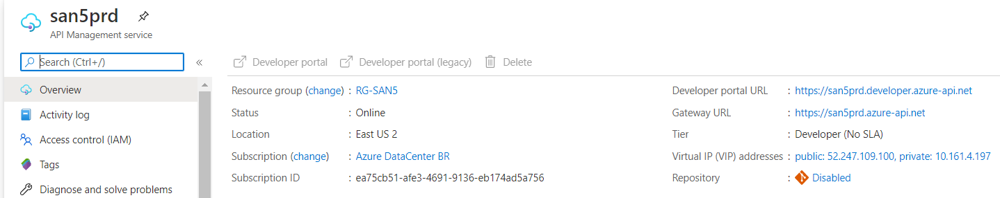 san5prd
API Management service
Search (Ctrl+/)
«
Developer portal
Developer portal (legacy)
Delete
Overview
Activity log
Access control (IAM)
Tags
Diagnose and solve problems
Resource group (change) : RG-SAN5
Status : Online
Location : East US 2
Subscription (change) : Azure DataCenter BR
Subscription ID : ea75cb51-afe3-4691-9136-eb174ad5a756
Developer portal URL : https://san5prd.developer.azure-api.net
Gateway URL : https://san5prd.azure-api.net
Tier : Developer (No SLA)
Virtual IP (VIP) addresses : public: 52.247.109.100, private: 10.161.4.197
Repository : Disabled